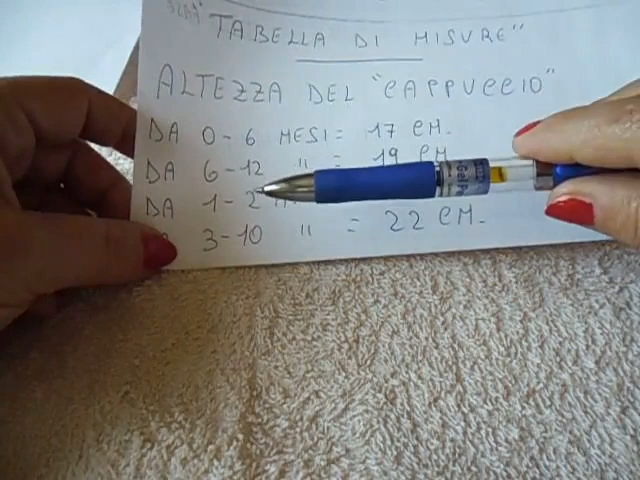 "TABELLA DI MISURE"
ALTEZZA DEL "CAPPUCCIO"
DA 0-6 MESI = 17 CM.
DA 6-12 " = 19 CM
DA 1-2
3-10 " = 22 CM.